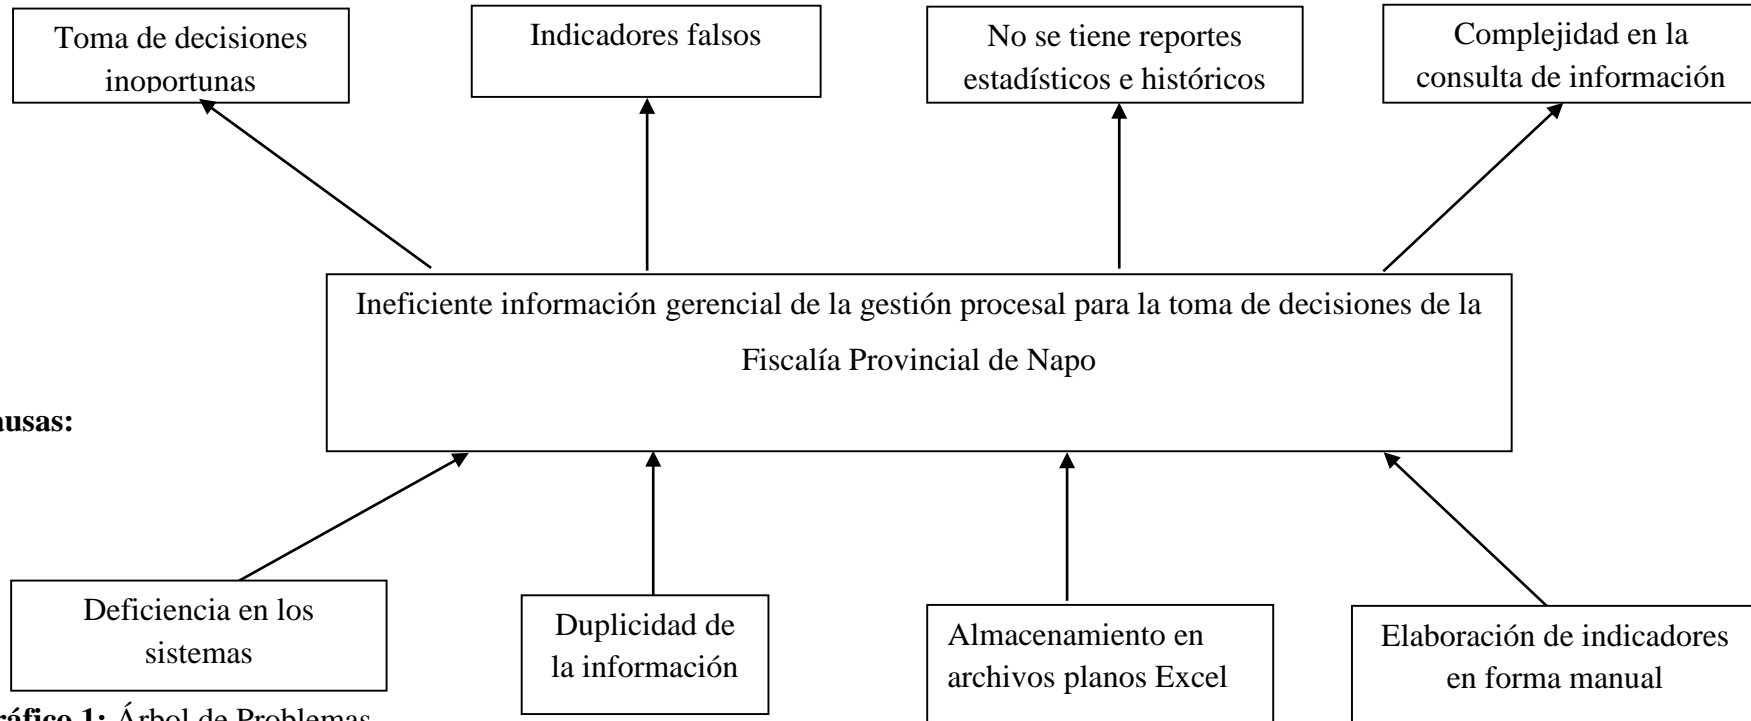 Toma de decisiones
inoportunas
Indicadores falsos
No se tiene reportes
estadísticos e históricos
Complejidad en la
consulta de información
Ineficiente información gerencial de la gestión procesal para la toma de decisiones de la
Fiscalía Provincial de Napo
ausas:
Deficiencia en los
sistemas
Duplicidad de
la información
Almacenamiento en
archivos planos Excel
Elaboración de indicadores
en forma manual
ráfico 1: Árbol de Problemas